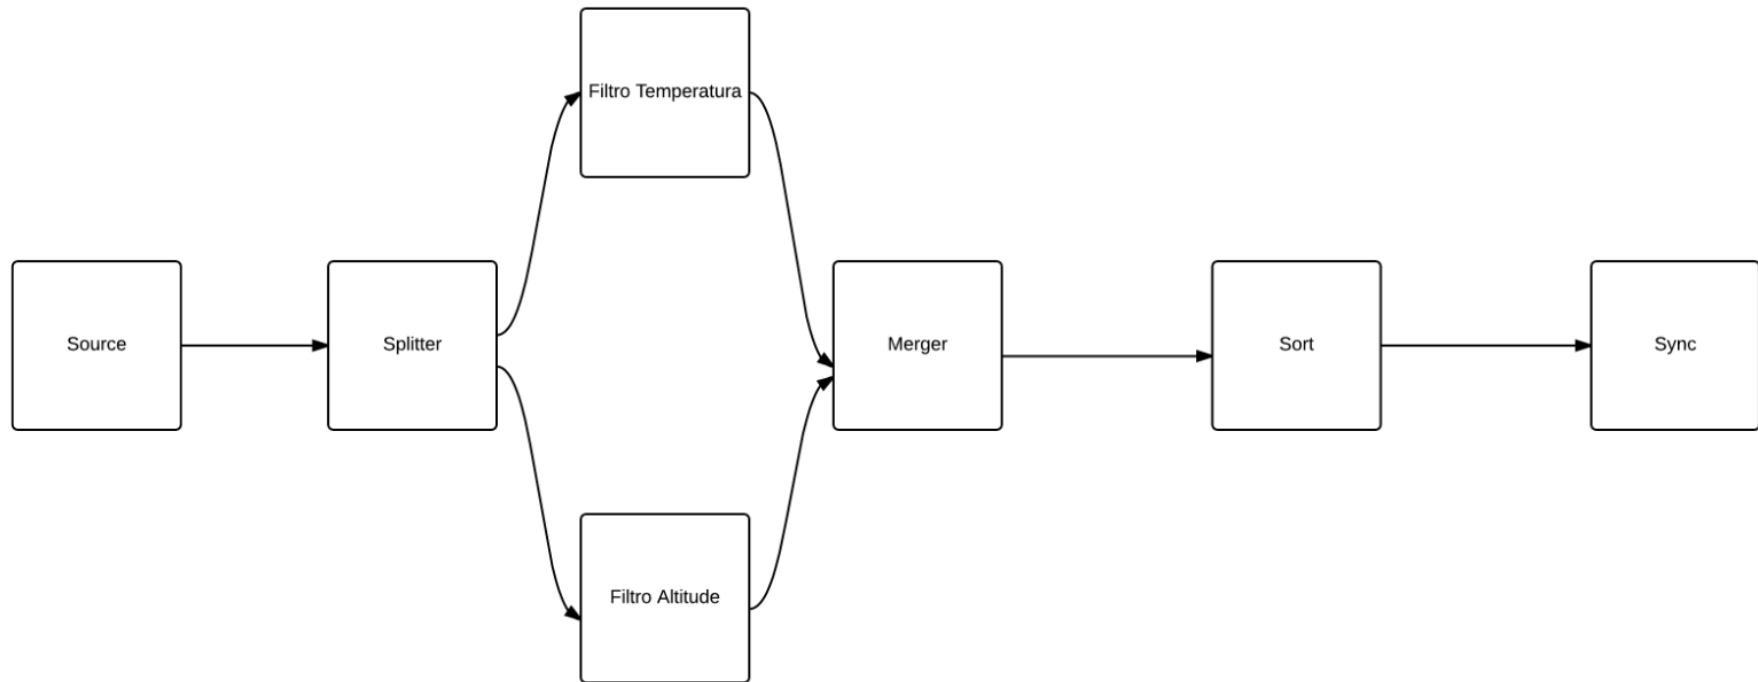 Filtro Temperatura
Source
Splitter
Merger
Sort
Sync
Filtro Altitude